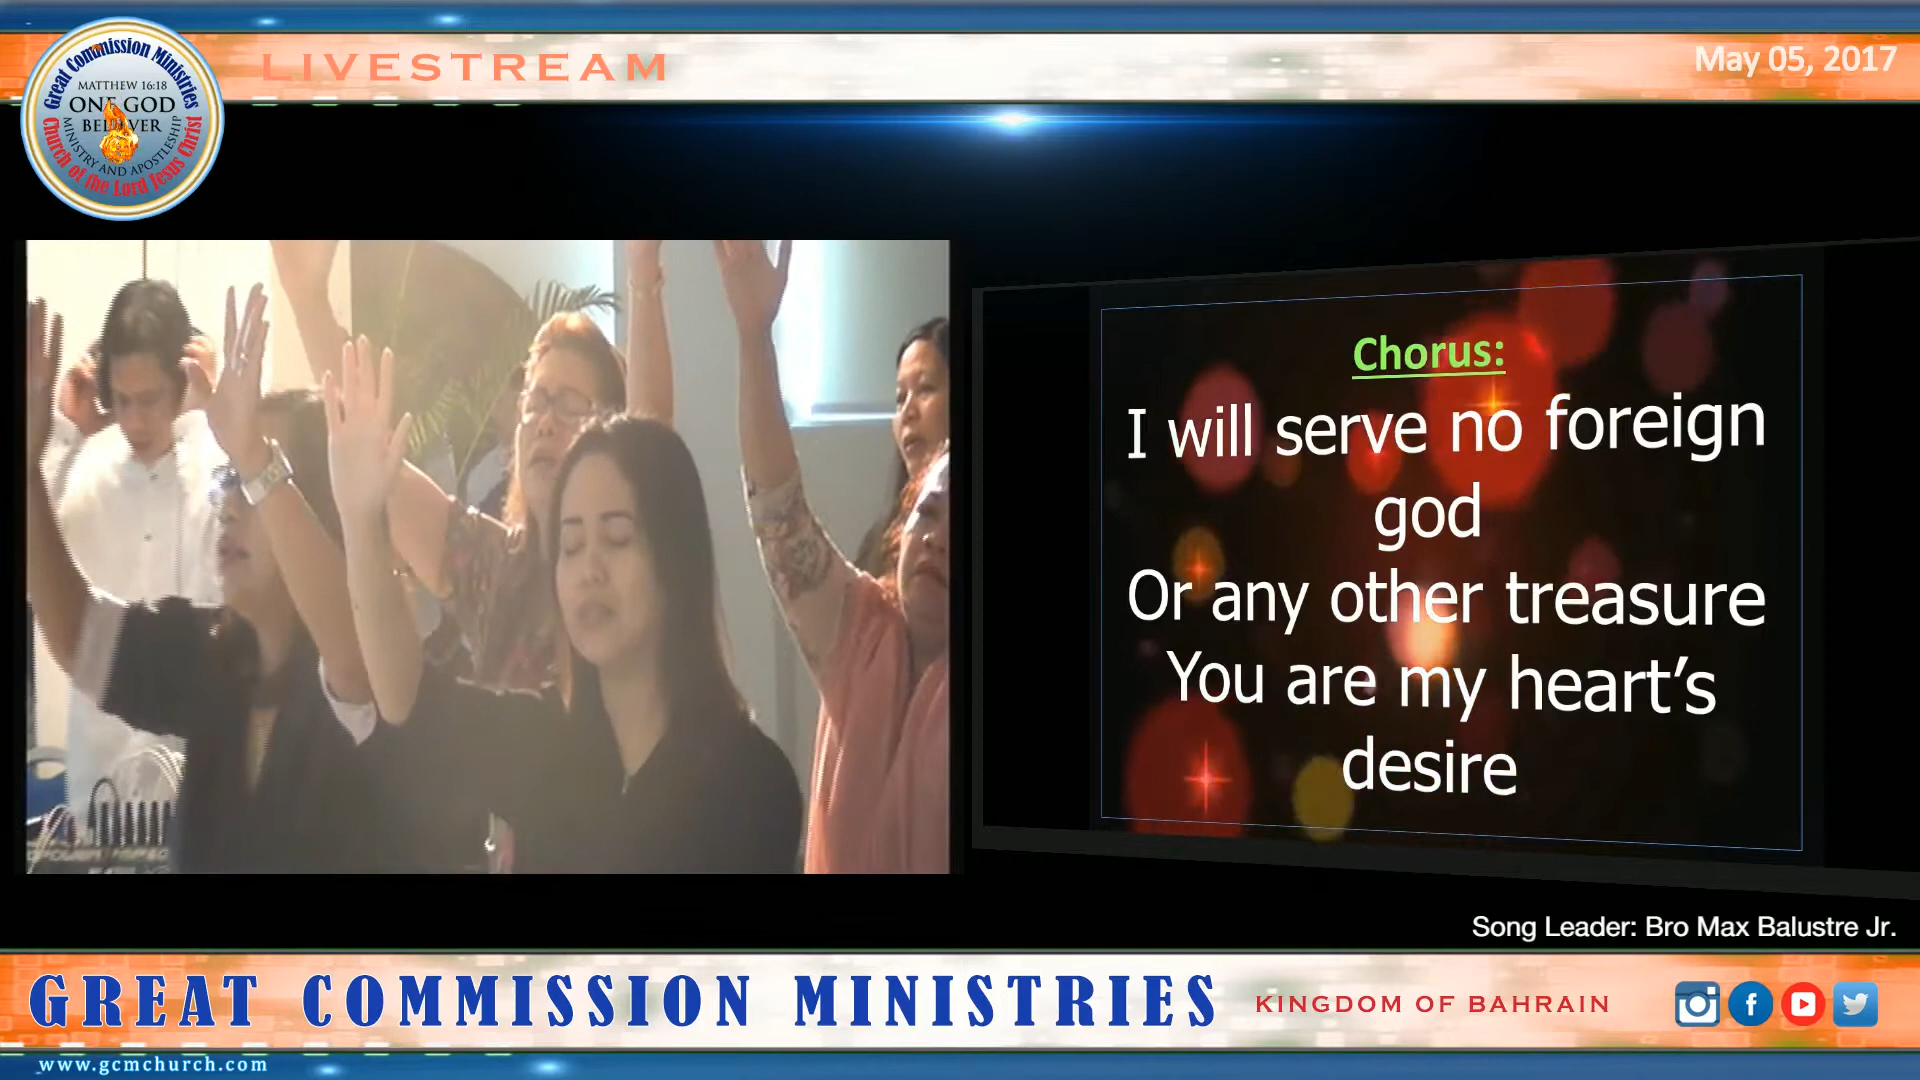 Great Commission Ministries
MATTHEW 16:18
ONE GOD
BELIEVER
MINISTRY AND APOSTLESHIP
Church of the Lord Jesus Christ
LIVESTREAM
May 05, 2017
Chorus:
I will serve no foreign
god
Or any other treasure
You are my heart’s
desire
Song Leader: Bro Max Balustre Jr.
GREAT COMMISSION MINISTRIES
KINGDOM OF BAHRAIN
www.gcmchurch.com